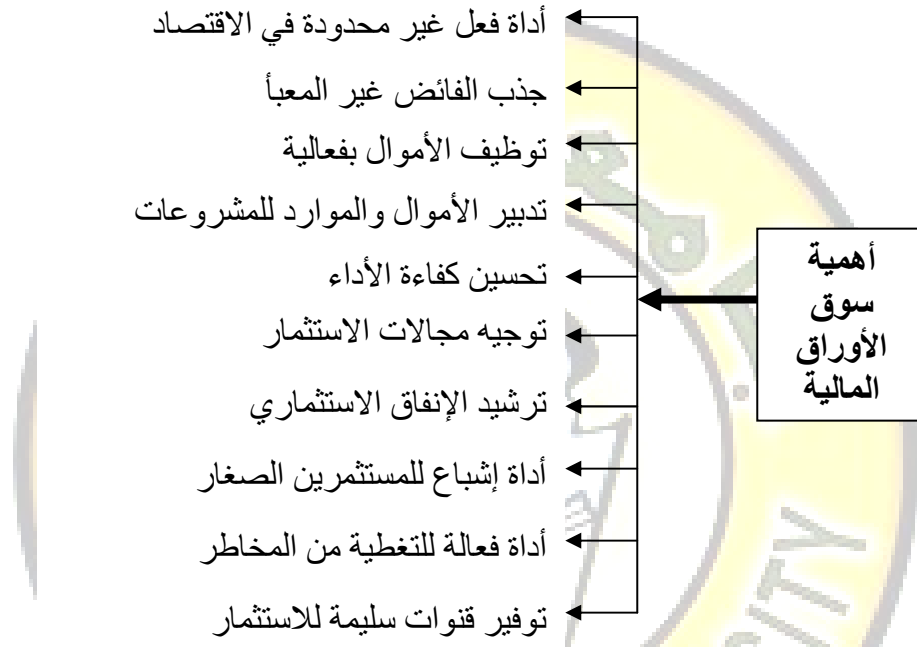 أداة فعل غير محدودة في الاقتصاد
جذب الفائض غير المعبأ
توظيف الأموال بفعالية
تدبير الأموال والموارد للمشروعات
تحسين كفاءة الأداء
توجيه مجالات الاستثمار
ترشيد الإنفاق الاستثماري
أداة إشباع للمستثمرين الصغار
أداة فعالة للتغطية من المخاطر
توفير قنوات سليمة للاستثمار
أهمية
سوق
الأوراق
المالية